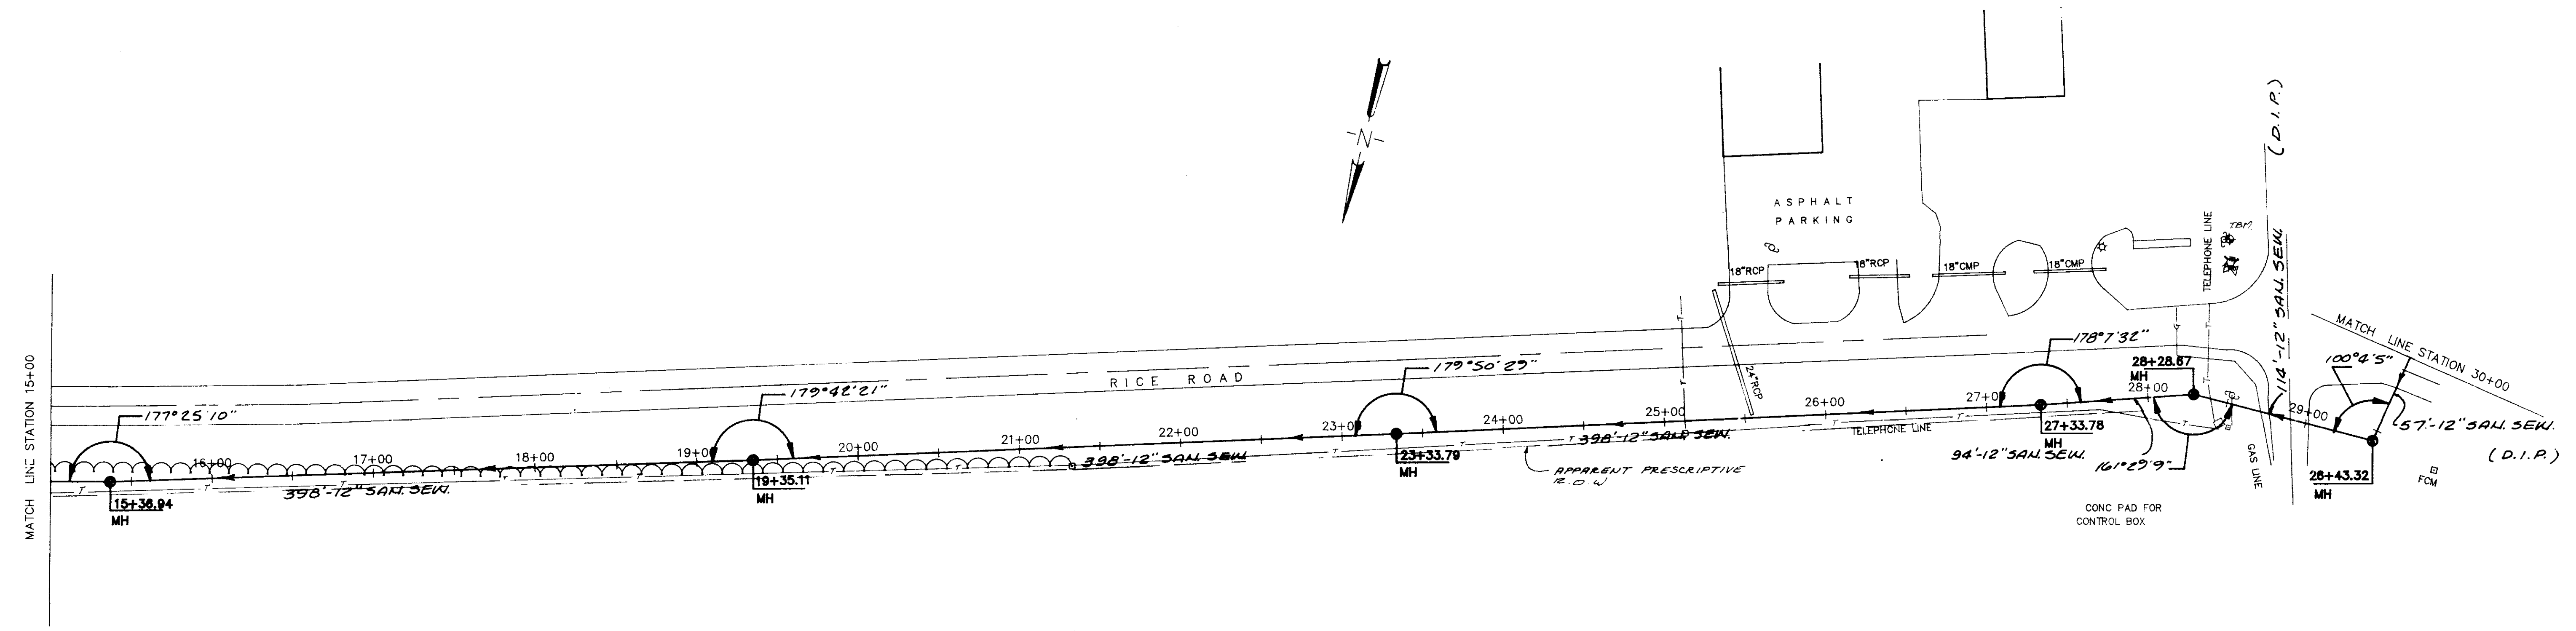 MATCH LINE STATION 15+00
177°25'10"
15+36.94
MH
16+00
17+00
398'-12" SAN. SEW.
18+00
19+00
179°42'21"
19+35.11
MH
20+00
21+00
398'-12" SAN. SEW.
22+00
RICE ROAD
N
23+00
179°50'29"
23+33.79
MH
24+00
398'-12" SAN. SEW.
APPARENT PRESCRIPTIVE
R.O.W
25+00
24"RCP
26+00
TELEPHONE LINE
ASPHALT
PARKING
18"RCP
18"RCP
18"CMP
18"CMP
27+00
178°7'32"
27+33.78
MH
94'-12" SAN. SEW.
28+00
28+28.67
MH
161°29'9"
TELEPHONE LINE
TBM
GAS LINE
CONC PAD FOR
CONTROL BOX
114'-12" SAN. SEW. (D.I.P.)
29+00
MATCH LINE STATION 30+00
100°4'5"
57'-12" SAN. SEW.
(D.I.P.)
MH
FCM
T
T
T
T
T
T
T
T
G